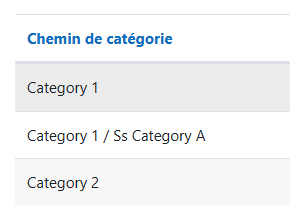 Chemin de catégorie
Category 1
Category 1 / Ss Category A
Category 2